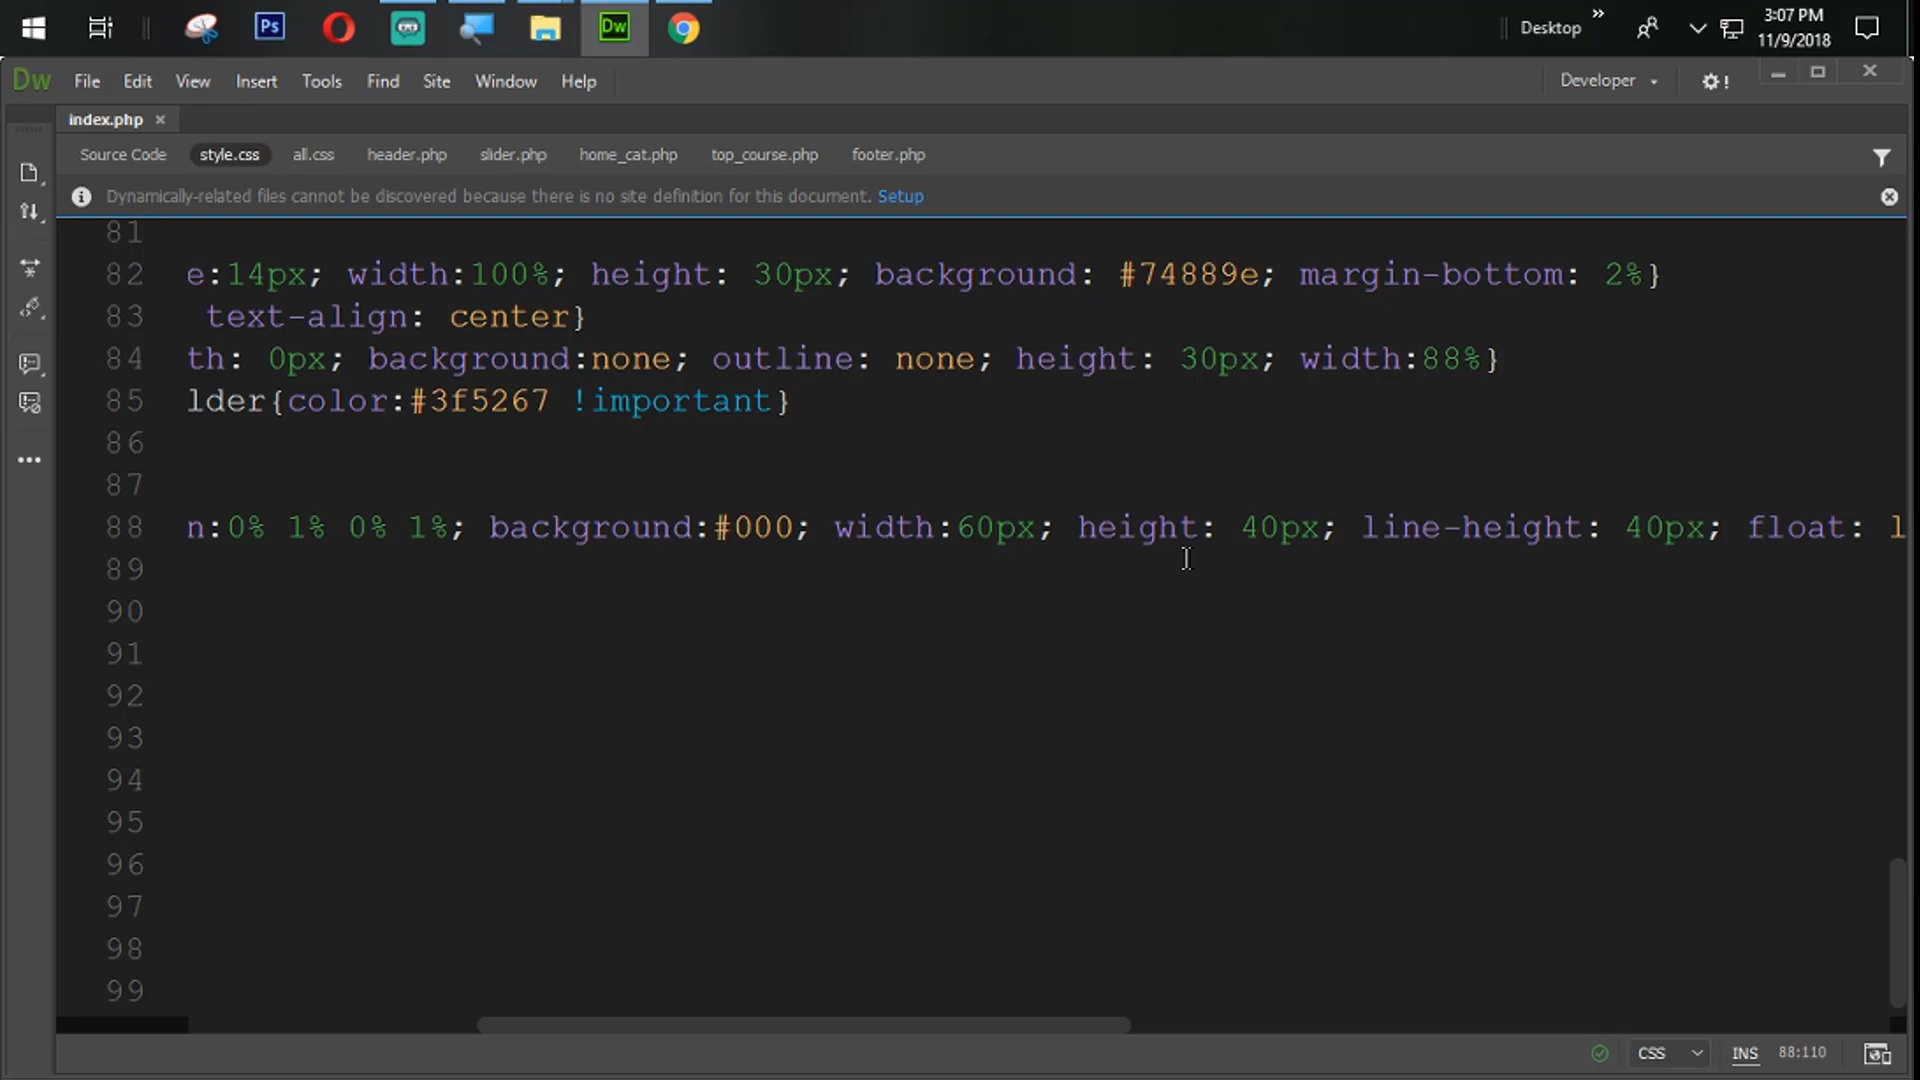 Ps
Dw
Desktop
»
3:07 PM
11/9/2018
Dw File Edit View Insert Tools Find Site Window Help
Developer
!
index.php ×
Source Code style.css all.css header.php slider.php home_cat.php top_course.php footer.php
Dynamically-related files cannot be discovered because there is no site definition for this document. Setup
81
82 e:14px; width:100%; height: 30px; background: #74889e; margin-bottom: 2%}
83 text-align: center}
84 th: 0px; background:none; outline: none; height: 30px; width:88%}
85 lder{color:#3f5267 !important}
86
87
88 n:0% 1% 0% 1%; background:#000; width:60px; height: 40px; line-height: 40px; float: l
89
90
91
92
93
94
95
96
97
98
99
CSS INS 88:110